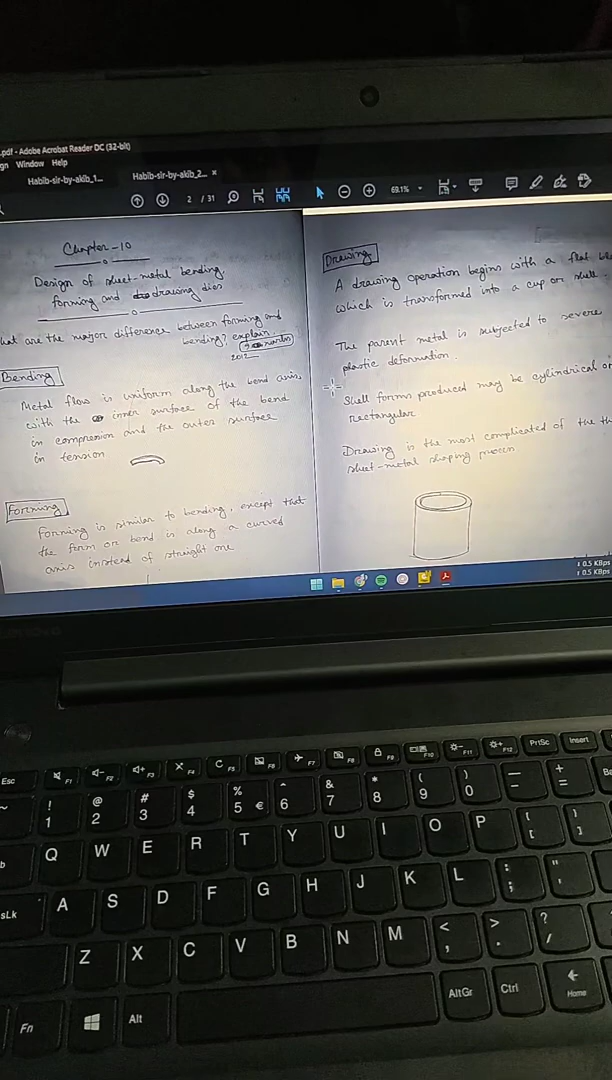 .pdf - Adobe Acrobat Reader DC (32-bit)
gn Window Help
Habib-sir-by-akib_1...
Habib-sir-by-akib_2... ×
2 / 31
69.1%
Chapter-10
Design of sheet-metal bending,
forming and drawing dies
hat are the major difference between forming and
bending?, explain.
2012
Bending
Metal flow is uniform along the bend axis,
with the inner surface of the bend
in compression and the outer surface
in tension
Forming
Forming is similar to bending, except that
the form or bend is along a curved
axis instead of straight one
Drawing
A drawing operation begins with a flat
which is transformed into a cup or shell.
The parent metal is subjected to severe
plastic deformation.
Shell forms produced may be cylindrical or
rectangular
Drawing is the most complicated of the
sheet-metal shaping process
0.5 KBps
0.5 KBps
Esc F1 F2 F3 F4 F5 F6 F7 F8 F9 F10 F11 F12 PrtSc Insert
~ ! 1 @ 2 # 3 $ 4 % 5 € ^ 6 & 7 * 8 ( 9 ) 0 — - + =
b Q W E R T Y U I O P { [ } ]
sLk A S D F G H J K L : ; " '
Z X C V B N M < , > . ? /
Fn Alt AltGr Ctrl Home